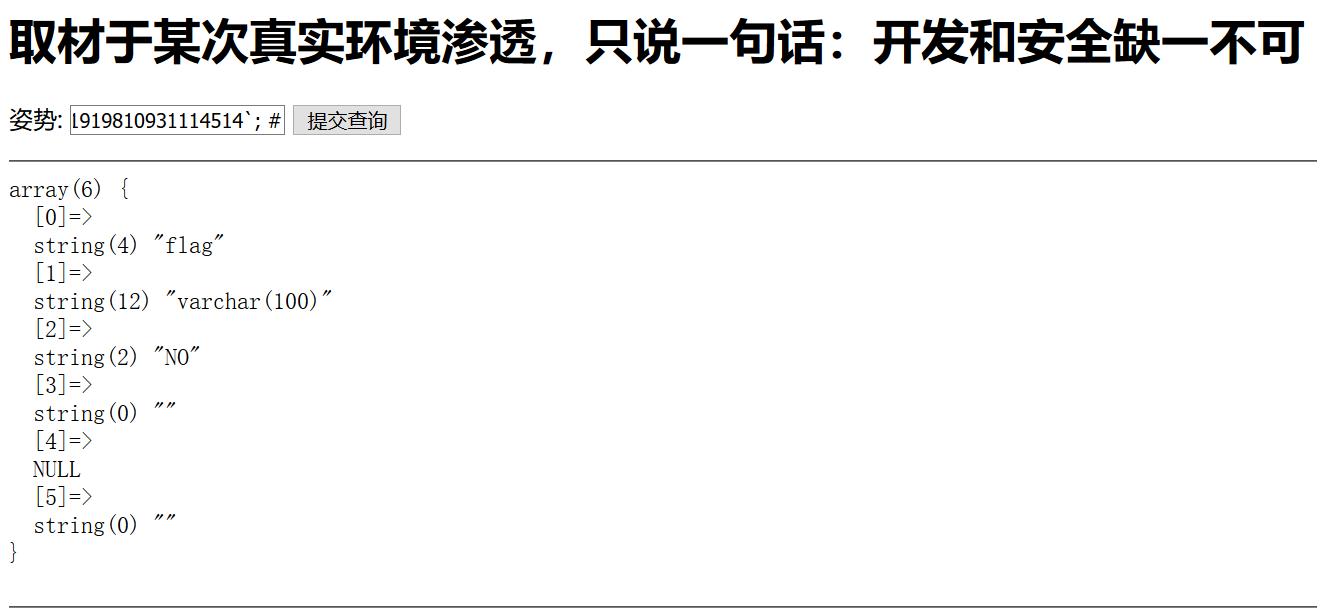 取材于某次真实环境渗透，只说一句话：开发和安全缺一不可
姿势: 1919810931114514`; # 提交查询
array(6) {
  [0]=>
  string(4) "flag"
  [1]=>
  string(12) "varchar(100)"
  [2]=>
  string(2) "NO"
  [3]=>
  string(0) ""
  [4]=>
  NULL
  [5]=>
  string(0) ""
}